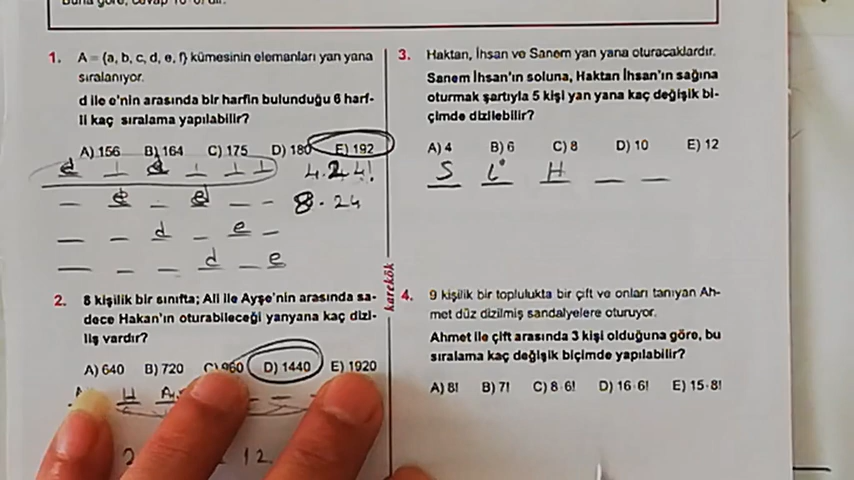 1. A = {a, b, c, d, e, f} kümesinin elemanları yan yana
sıralanıyor.
d ile e'nin arasında bir harfin bulunduğu 6 harf-
li kaç sıralama yapılabilir?
A) 156 B) 164 C) 175 D) 180 E) 192
4.2.4!
8.24
d e
d e
2. 8 kişilik bir sınıfta; Ali ile Ayşe'nin arasında sa-
dece Hakan'ın oturabileceği yanyana kaç dizi-
liş vardır?
A) 640 B) 720 C) 960 D) 1440 E) 1920
H
2 12
karekök
3. Haktan, İhsan ve Sanem yan yana oturacaklardır.
Sanem İhsan'ın soluna, Haktan İhsan'ın sağına
oturmak şartıyla 5 kişi yan yana kaç değişik bi-
çimde dizilebilir?
A) 4 B) 6 C) 8 D) 10 E) 12
S İ H
4. 9 kişilik bir toplulukta bir çift ve onları tanıyan Ah-
met düz dizilmiş sandalyelere oturuyor.
Ahmet ile çift arasında 3 kişi olduğuna göre, bu
sıralama kaç değişik biçimde yapılabilir?
A) 8! B) 7! C) 8·6! D) 16·6! E) 15·8!